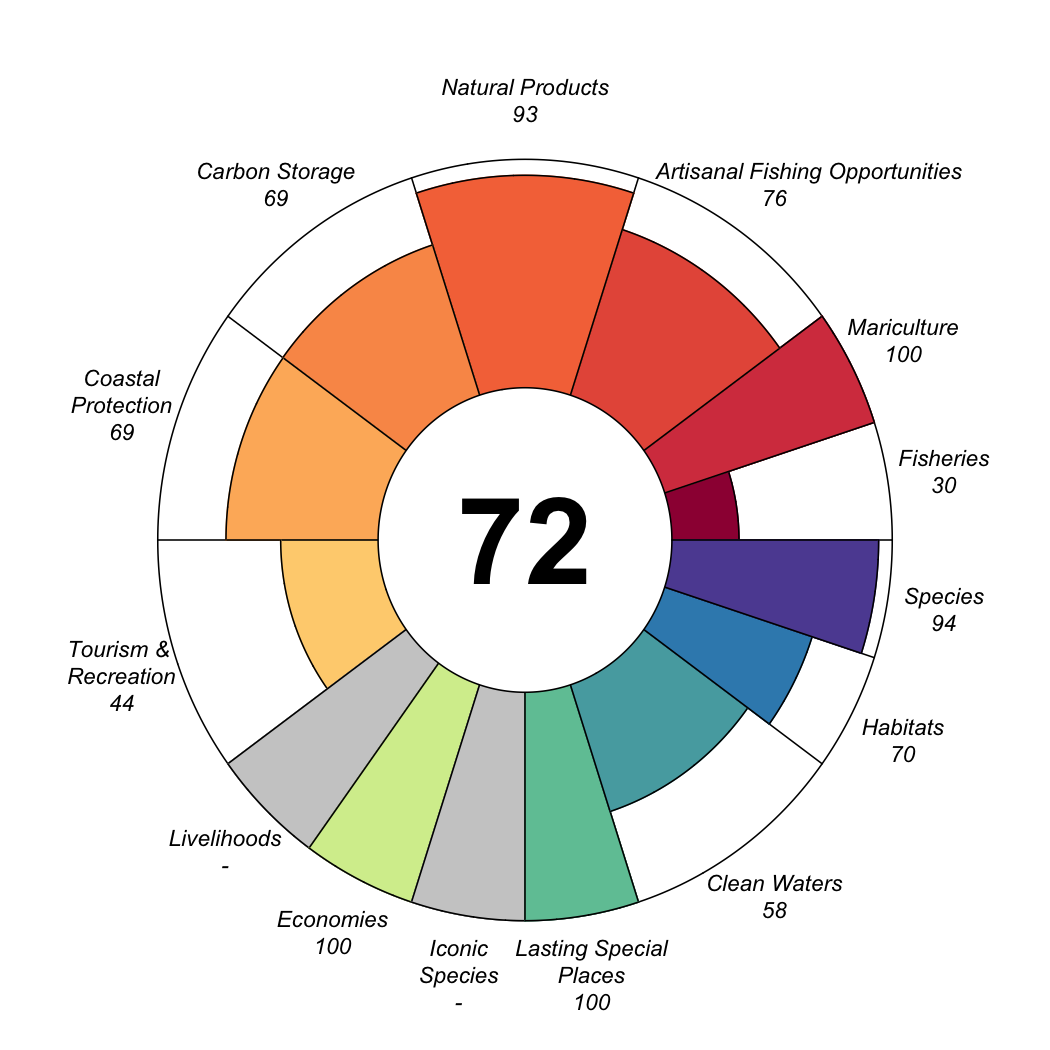 Natural Products
93
Carbon Storage
69
Artisanal Fishing Opportunities
76
Mariculture
100
Coastal
Protection
69
Fisheries
30
72
Species
94
Tourism &
Recreation
44
Habitats
70
Livelihoods
-
Clean Waters
58
Economies
100
Iconic
Species
-
Lasting Special
Places
100